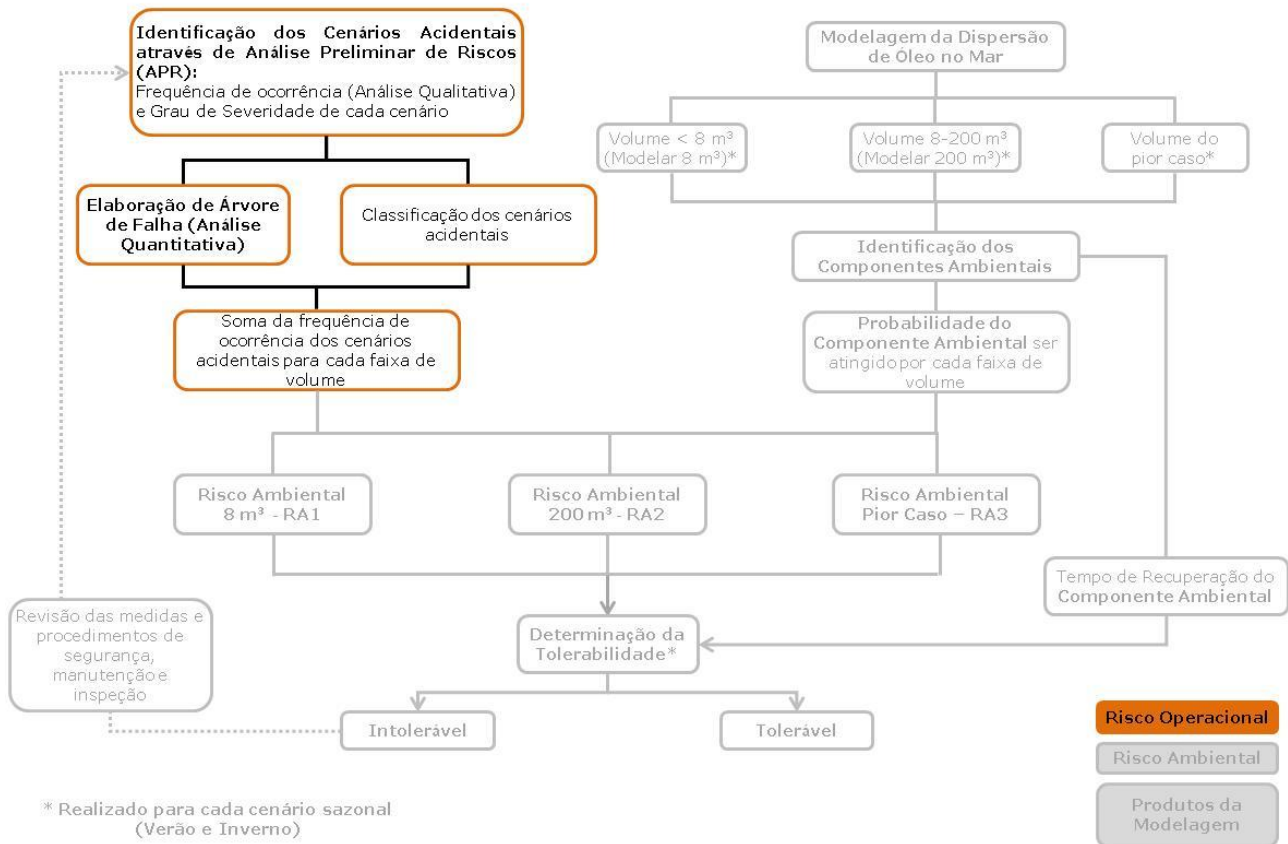 Identificação dos Cenários Acidentais
através de Análise Preliminar de Riscos
(APR):
Frequência de ocorrência (Análise Qualitativa)
e Grau de Severidade de cada cenário
Modelagem da Dispersão
de Óleo no Mar
Volume < 8 m³
(Modelar 8 m³)*
Volume 8-200 m³
(Modelar 200 m³)*
Volume do
pior caso*
Elaboração de Árvore
de Falha (Análise
Quantitativa)
Classificação dos cenários
acidentais
Identificação dos
Componentes Ambientais
Soma da frequência de
ocorrência dos cenários
acidentais para cada faixa de
volume
Probabilidade do
Componente Ambiental ser
atingido por cada faixa de
volume
Risco Ambiental
8 m³ - RA1
Risco Ambiental
200 m³ - RA2
Risco Ambiental
Pior Caso – RA3
Tempo de Recuperação do
Componente Ambiental
Revisão das medidas e
procedimentos de
segurança,
manutenção e
inspeção
Determinação da
Tolerabilidade*
Intolerável
Tolerável
Risco Operacional
Risco Ambiental
Produtos da
Modelagem
* Realizado para cada cenário sazonal
(Verão e Inverno)